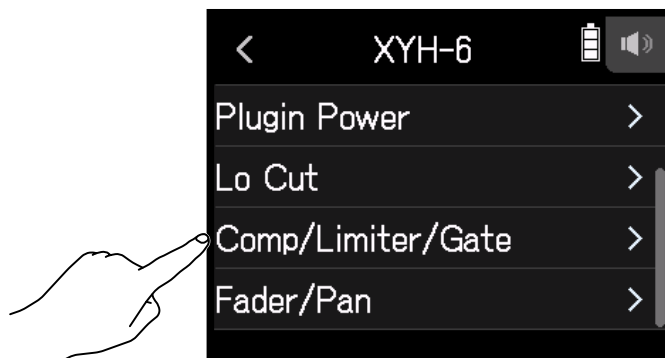 XYH-6
Plugin Power
Lo Cut
Comp/Limiter/Gate
Fader/Pan